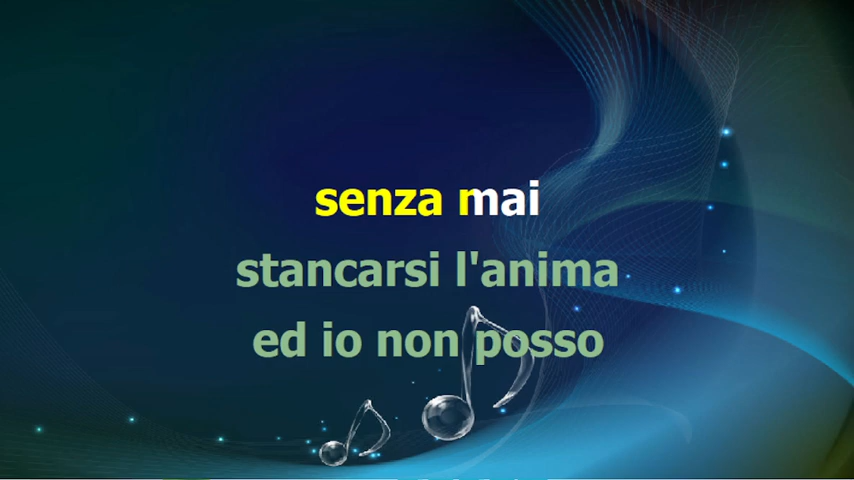 senza mai
stancarsi l'anima
ed io non posso